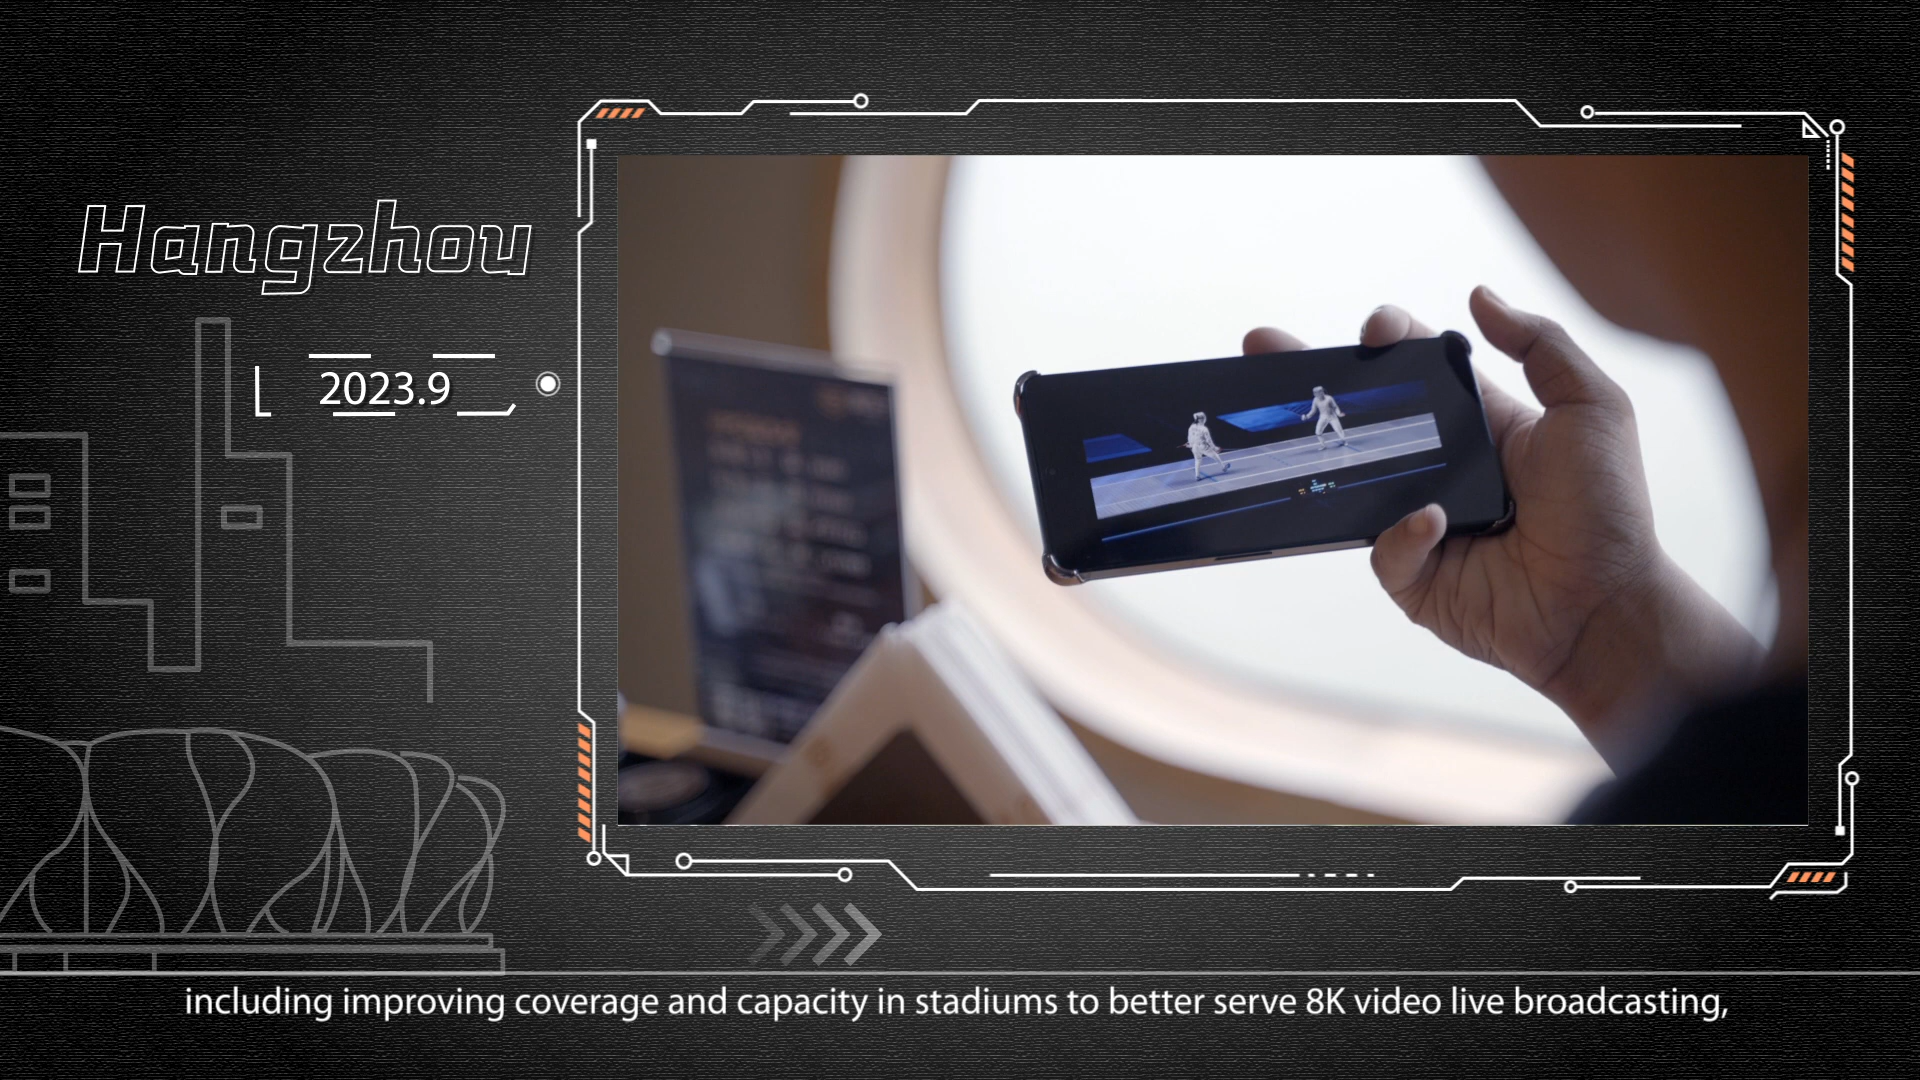 Hangzhou
2023.9
including improving coverage and capacity in stadiums to better serve 8K video live broadcasting,